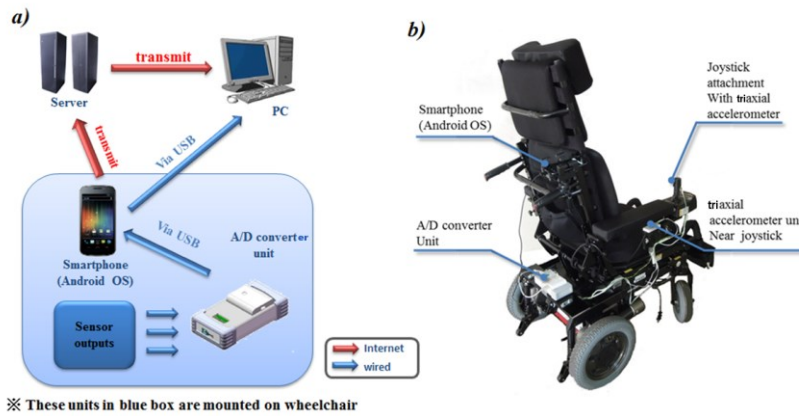 a)
transmit
Server
PC
transmit
Via USB
Via USB
A/D converter
unit
Smartphone
(Android OS)
Sensor
outputs
Internet
wired
※ These units in blue box are mounted on wheelchair
b)
Joystick
attachment
With triaxial
accelerometer
Smartphone
(Android OS)
triaxial
accelerometer un
Near joystick
A/D converter
Unit